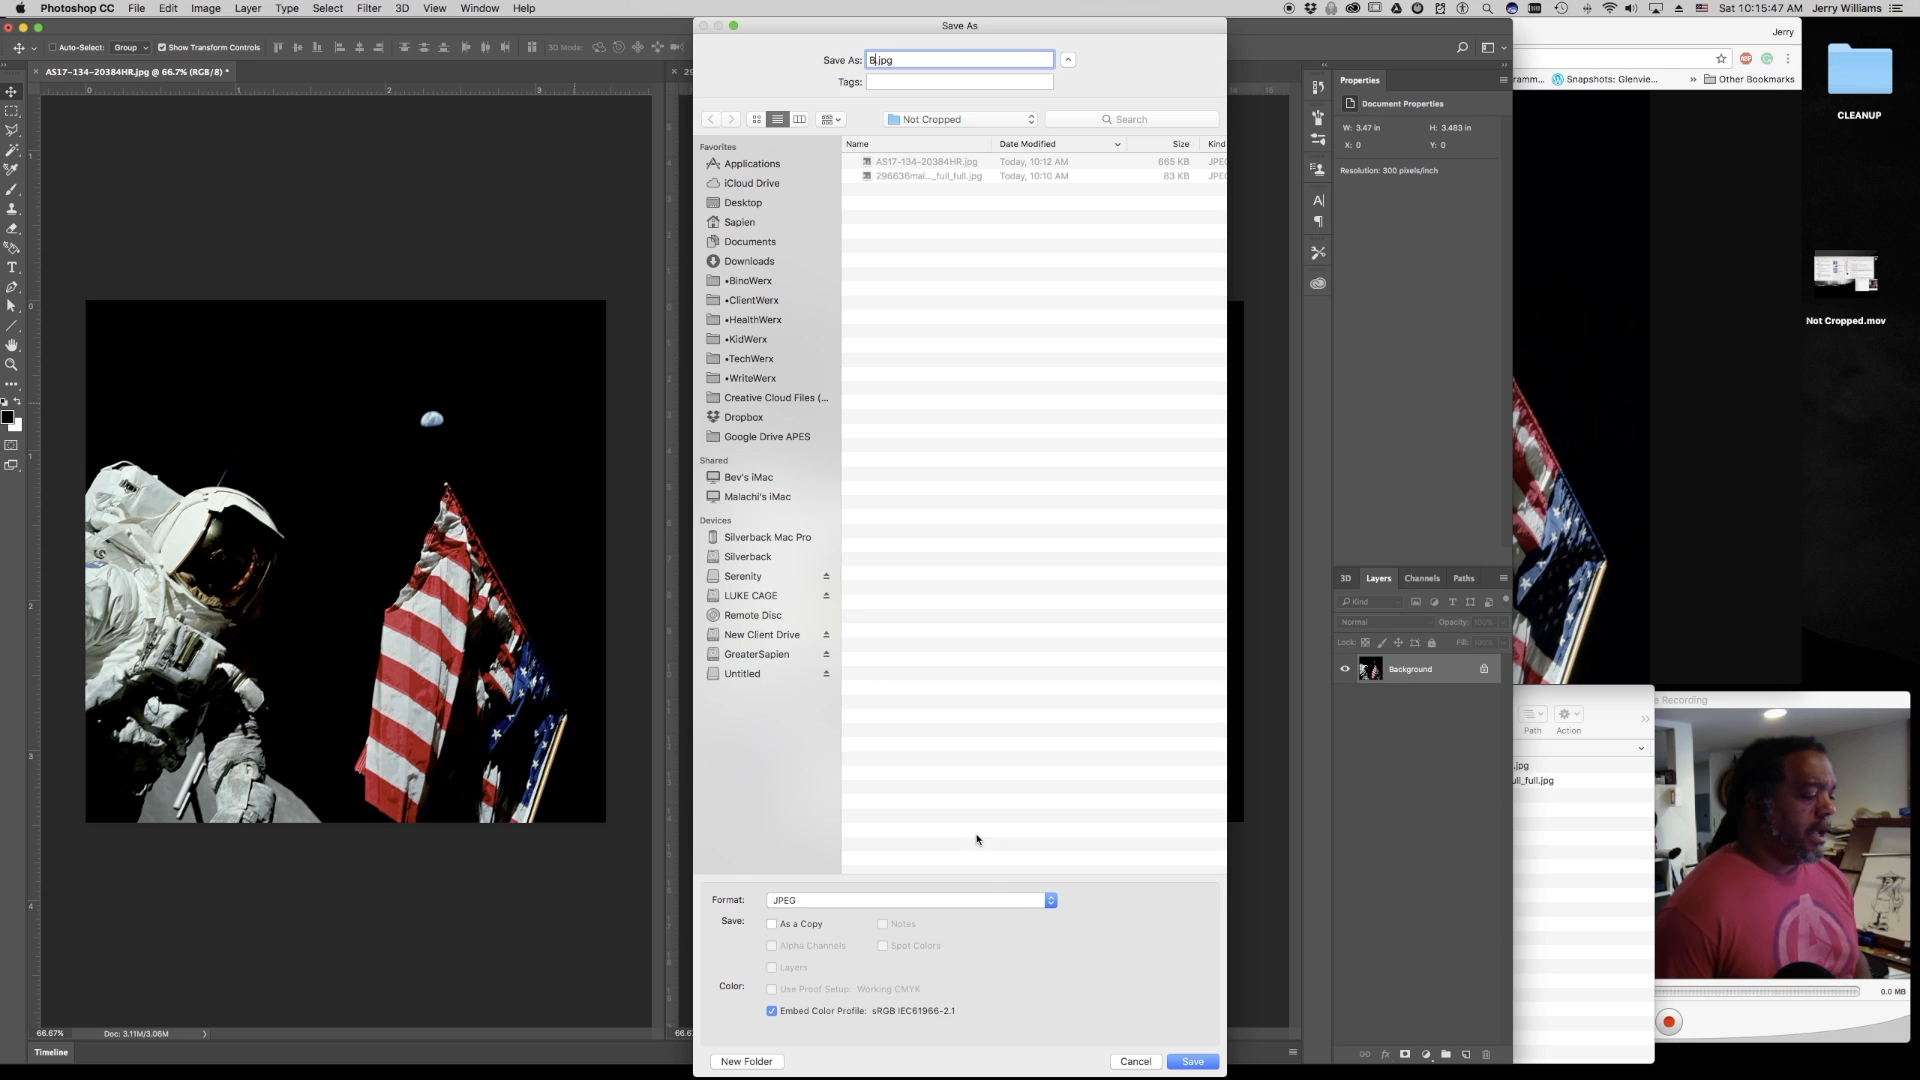 Photoshop CC File Edit Image Layer Type Select Filter 3D View Window Help
Sat 10:15:47 AM Jerry Williams
Save As
Auto-Select: Group Show Transform Controls 3D Mode:
Jerry
AS17-134-20384HR.jpg @ 66.7% (RGB/8) *
Save As: B.jpg
Tags:
Snapshots: Glenvie... » Other Bookmarks
Not Cropped
Search
Name Date Modified Size Kind
AS17-134-20384HR.jpg Today, 10:12 AM 665 KB
296636mai..._full_full.jpg Today, 10:10 AM 83 KB
Favorites
Applications
iCloud Drive
Desktop
Sapien
Documents
Downloads
•BinoWerx
•ClientWerx
•HealthWerx
•KidWerx
•TechWerx
•WriteWerx
Creative Cloud Files (...
Dropbox
Google Drive APES
Shared
Bev's iMac
Malachi's iMac
Devices
Silverback Mac Pro
Silverback
Serenity
LUKE CAGE
Remote Disc
New Client Drive
GreaterSapien
Untitled
Format: JPEG
Save: As a Copy Notes
Alpha Channels Spot Colors
Layers
Color: Use Proof Setup: Working CMYK
Embed Color Profile: sRGB IEC61966-2.1
New Folder Cancel Save
Properties
Document Properties
W: 3.47 in H: 3.483 in
X: 0 Y: 0
Resolution: 300 pixels/inch
3D Layers Channels Paths
Kind
Normal Opacity: 100%
Lock: Fill: 100%
Background
CLEANUP
Not Cropped.mov
Recording
Path Action
.jpg
ull_full.jpg
0.0 MB
66.67% Doc: 3.11M/3.06M
Timeline